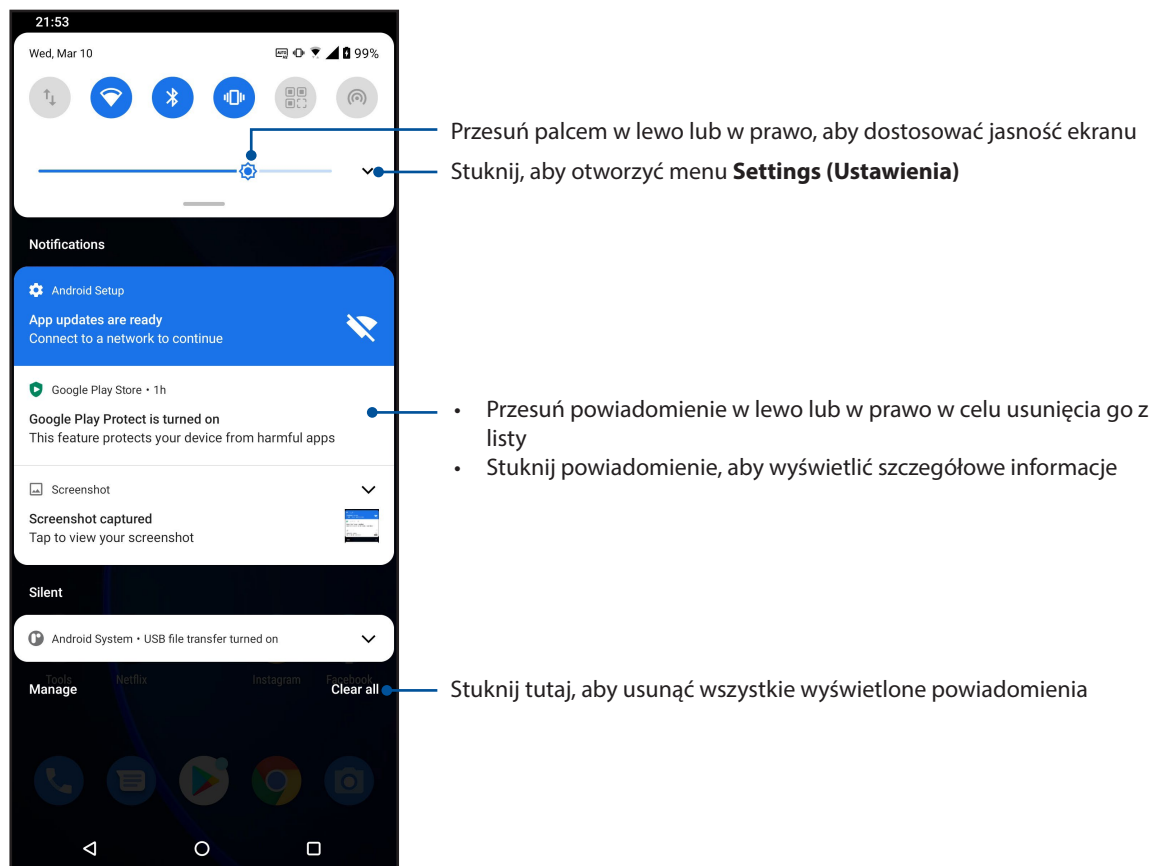 21:53
Wed, Mar 10
99%
Przesuń palcem w lewo lub w prawo, aby dostosować jasność ekranu
Stuknij, aby otworzyć menu Settings (Ustawienia)
Notifications
Android Setup
App updates are ready
Connect to a network to continue
Google Play Store • 1h
Google Play Protect is turned on
This feature protects your device from harmful apps
• Przesuń powiadomienie w lewo lub w prawo w celu usunięcia go z
listy
• Stuknij powiadomienie, aby wyświetlić szczegółowe informacje
Screenshot
Screenshot captured
Tap to view your screenshot
Silent
Android System • USB file transfer turned on
Tools Netflix Instagram Facebook
Manage Clear all
Stuknij tutaj, aby usunąć wszystkie wyświetlone powiadomienia